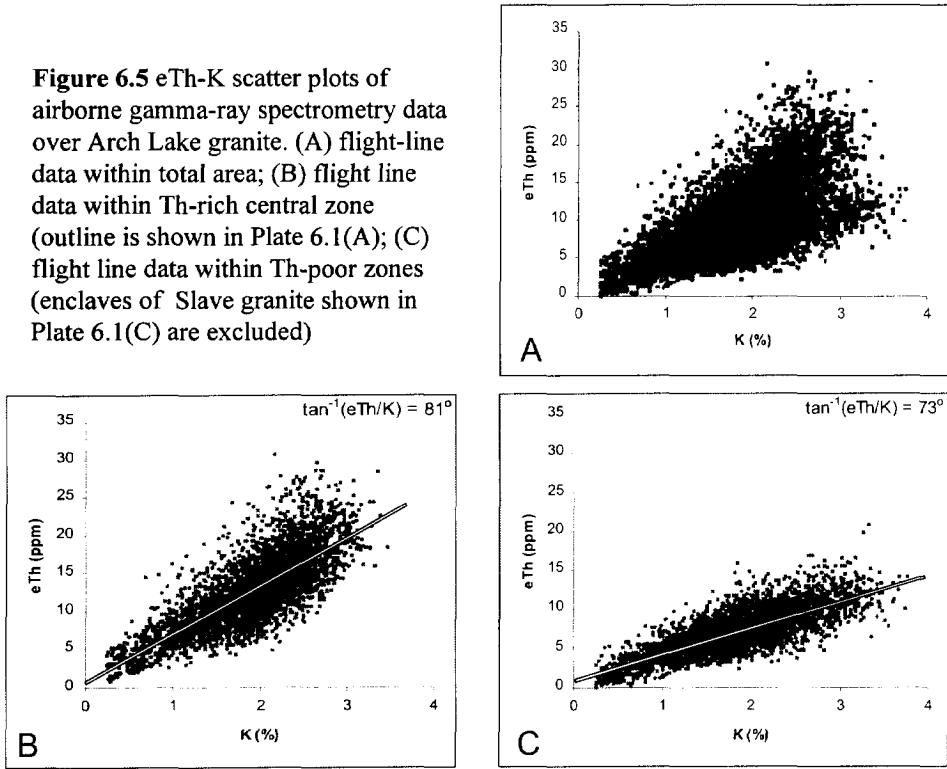 Figure 6.5 eTh-K scatter plots of
airborne gamma-ray spectrometry data
over Arch Lake granite. (A) flight-line
data within total area; (B) flight line
data within Th-rich central zone
(outline is shown in Plate 6.1(A); (C)
flight line data within Th-poor zones
(enclaves of Slave granite shown in
Plate 6.1(C) are excluded)
35
30
25
20
15
10
5
0
eTh (ppm)
0 1 2 3 4
K (%)
A
tan⁻¹(eTh/K) = 81°
35
30
25
20
15
10
5
0
eTh (ppm)
0 1 2 3 4
K (%)
B
tan⁻¹(eTh/K) = 73°
35
30
25
20
15
10
5
0
eTh (ppm)
0 1 2 3 4
K (%)
C